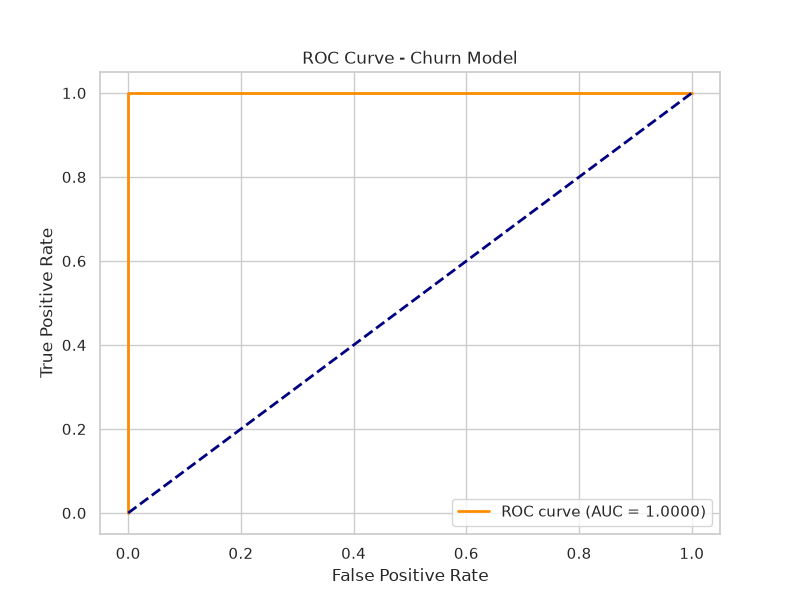 ROC Curve - Churn Model
True Positive Rate
1.0
0.8
0.6
0.4
0.2
0.0
ROC curve (AUC = 1.0000)
0.0 0.2 0.4 0.6 0.8 1.0
False Positive Rate